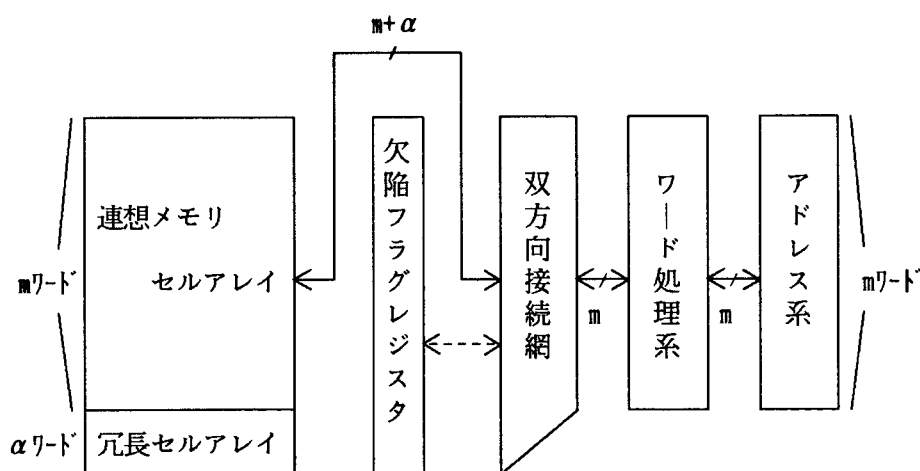 m+α
連想メモリ
セルアレイ
mワード
αワード
冗長セルアレイ
欠陥フラグレジスタ
双方向接続網
m
ワード処理系
m
アドレス系
mワード